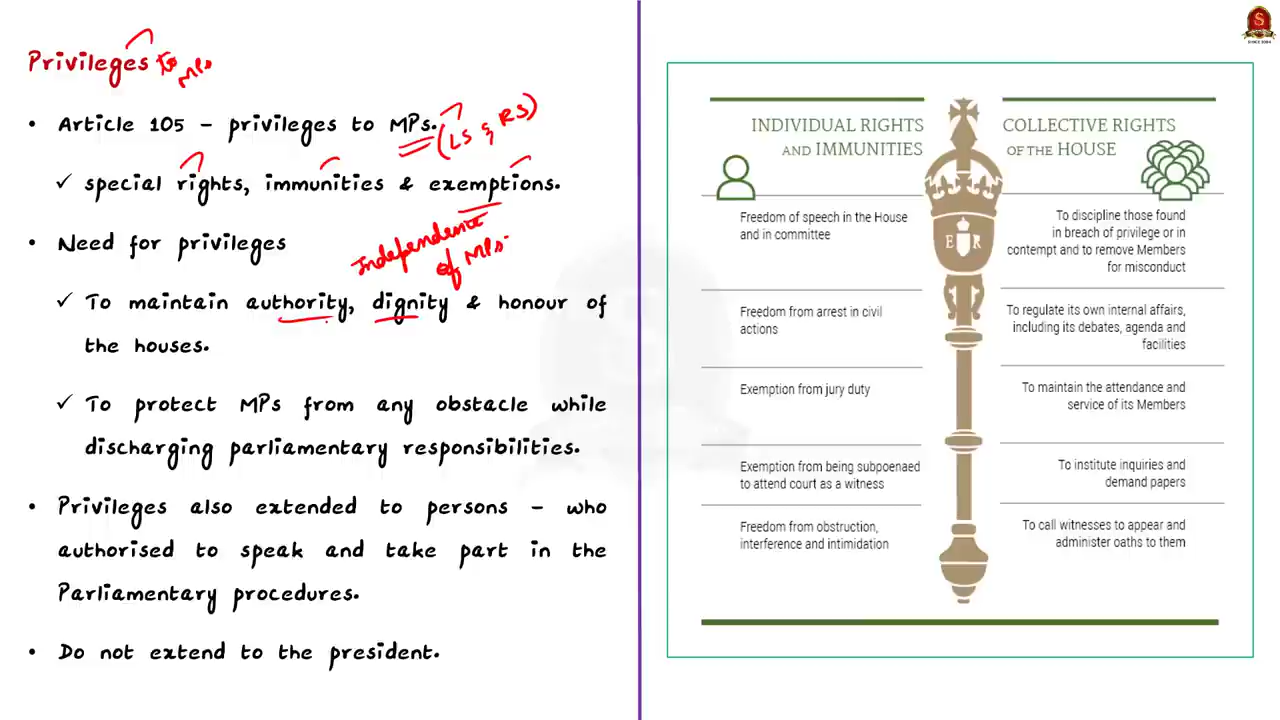 Privileges to MPs
• Article 105 – privileges to MPs. (LS & RS)
✓ special rights, immunities & exemptions.
• Need for privileges
Independence
of MPs
✓ To maintain authority, dignity & honour of
the houses.
✓ To protect MPs from any obstacle while
discharging parliamentary responsibilities.
• Privileges also extended to persons – who
authorised to speak and take part in the
Parliamentary procedures.
• Do not extend to the president.
S
SINCE 2004
INDIVIDUAL RIGHTS
AND IMMUNITIES
Freedom of speech in the House
and in committee
Freedom from arrest in civil
actions
Exemption from jury duty
Exemption from being subpoenaed
to attend court as a witness
Freedom from obstruction,
interference and intimidation
E R
COLLECTIVE RIGHTS
OF THE HOUSE
To discipline those found
in breach of privilege or in
contempt and to remove Members
for misconduct
To regulate its own internal affairs,
including its debates, agenda and
facilities
To maintain the attendance and
service of its Members
To institute inquiries and
demand papers
To call witnesses to appear and
administer oaths to them